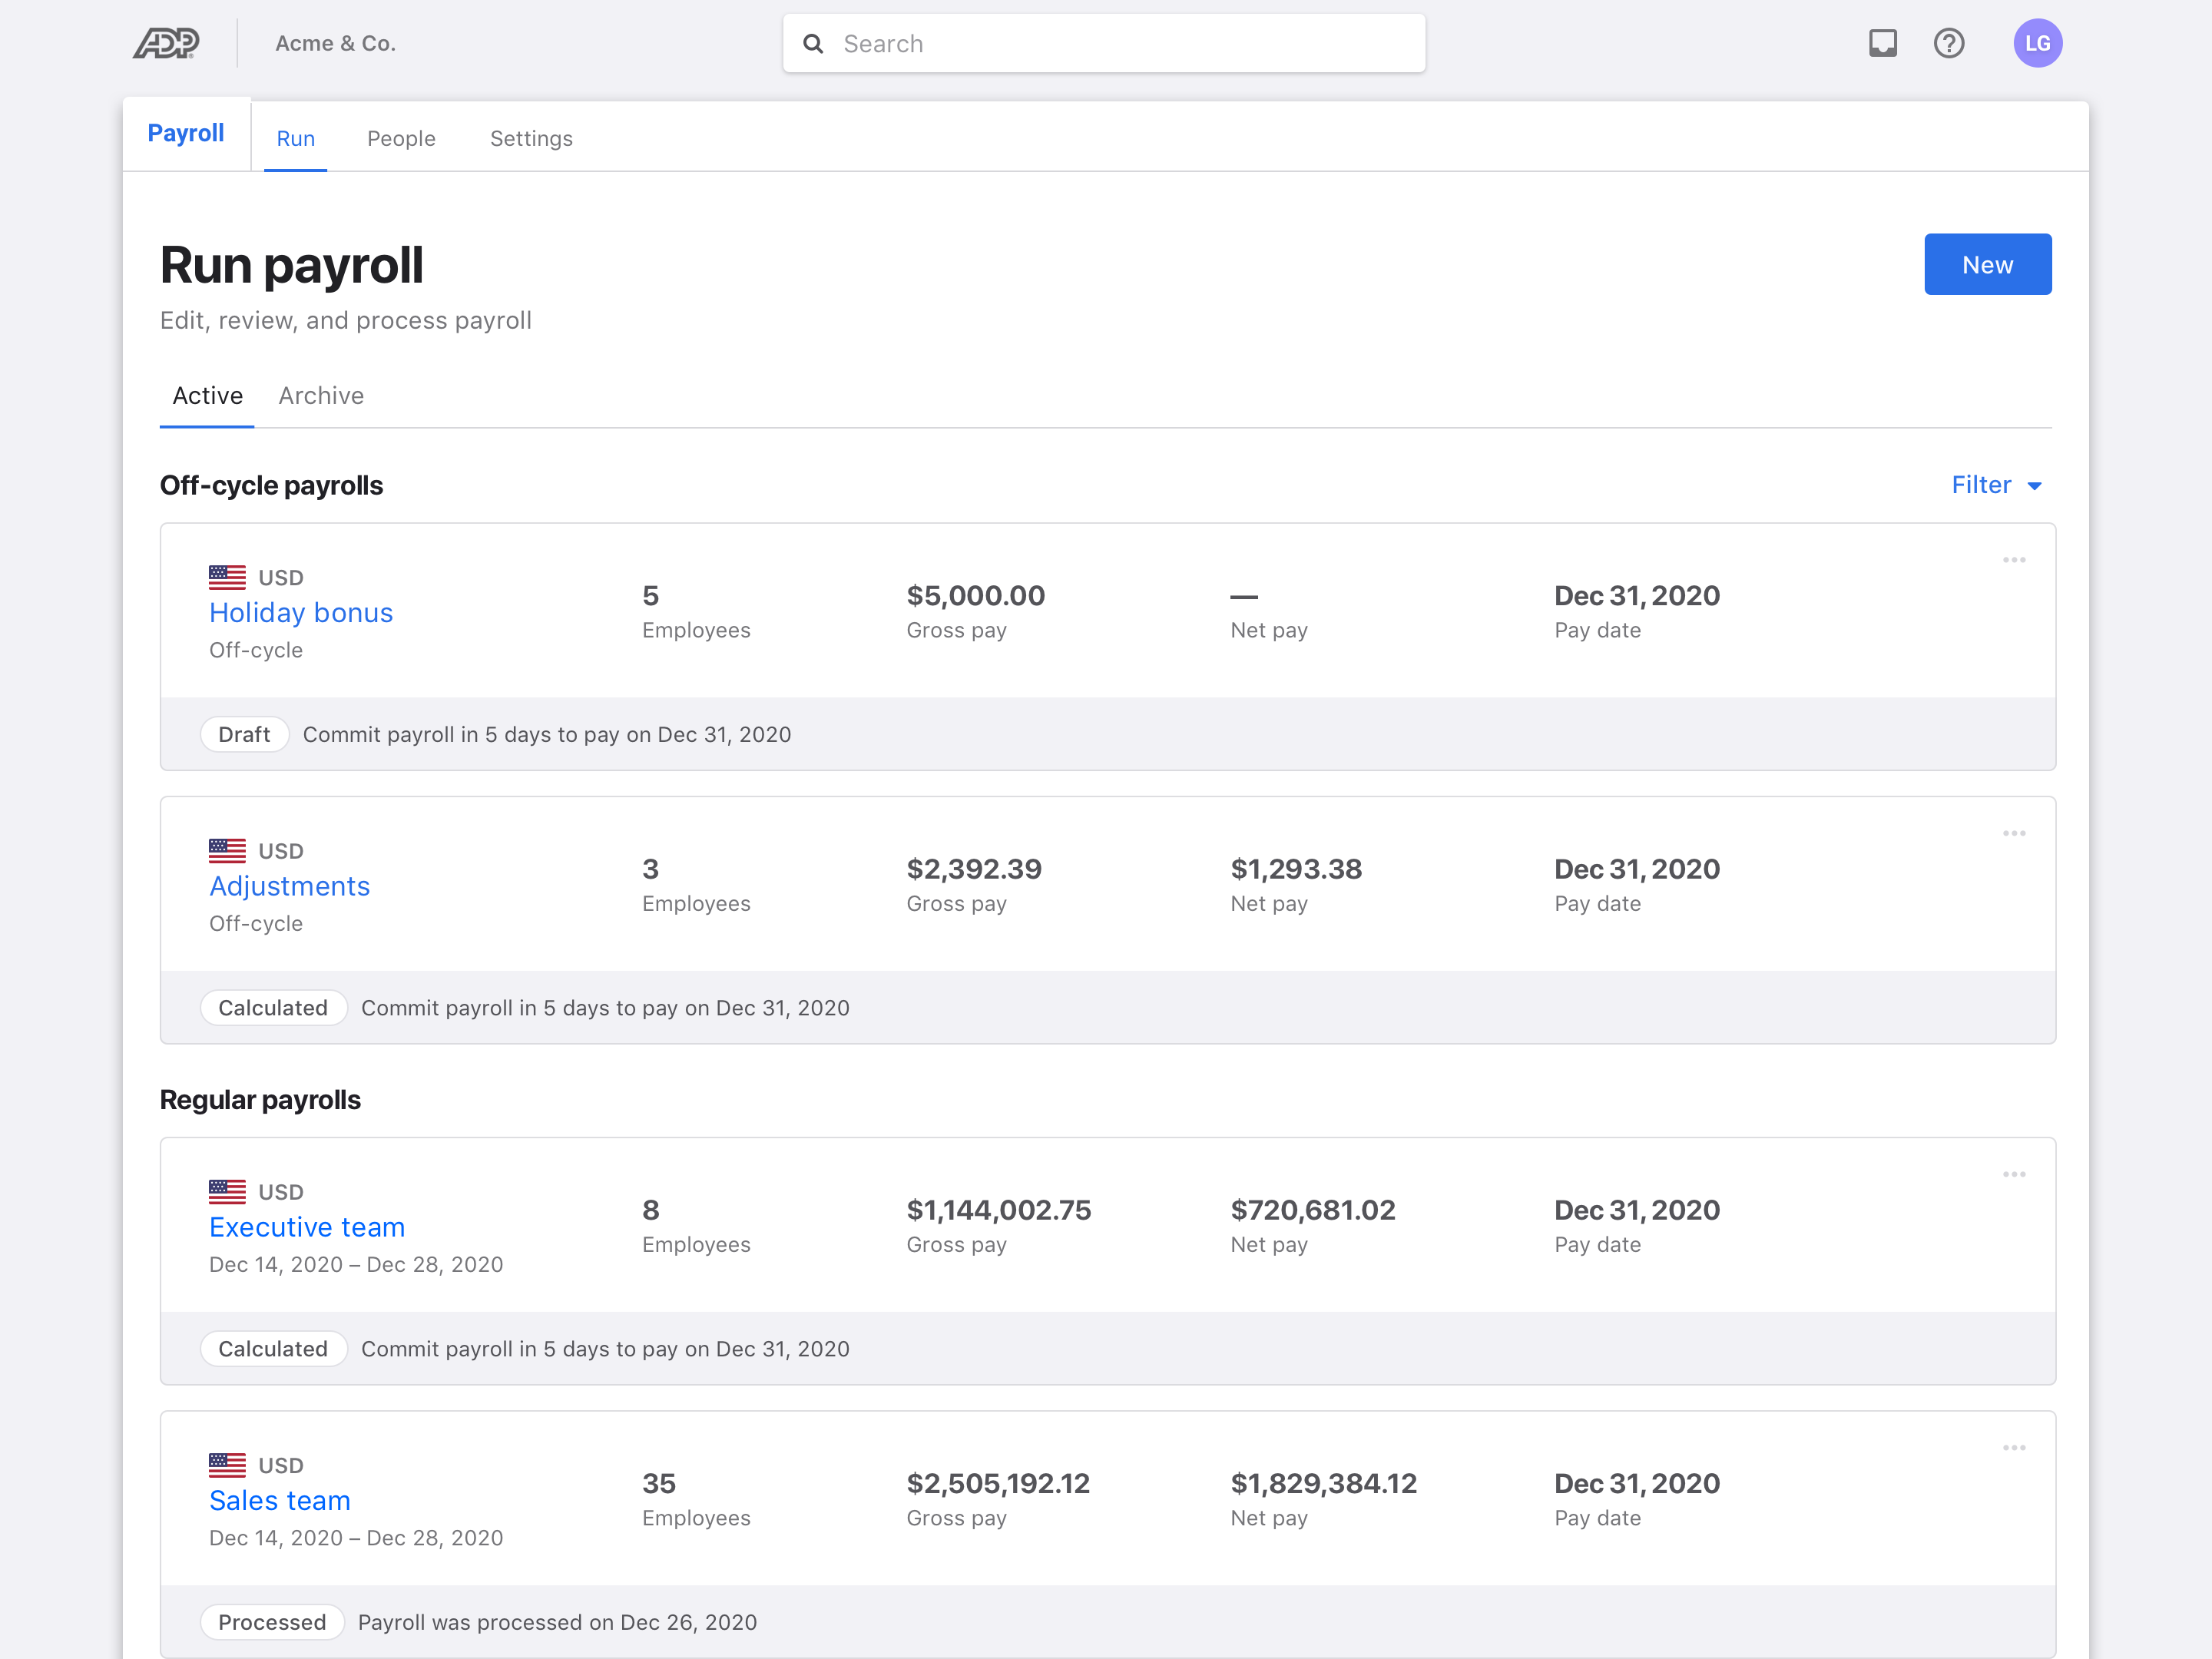 ADP
Acme & Co.
Search
LG
Payroll
Run
People
Settings
Run payroll
New
Edit, review, and process payroll
Active
Archive
Off-cycle payrolls
Filter
USD
Holiday bonus
Off-cycle
5
Employees
$5,000.00
Gross pay
—
Net pay
Dec 31, 2020
Pay date
Draft
Commit payroll in 5 days to pay on Dec 31, 2020
USD
Adjustments
Off-cycle
3
Employees
$2,392.39
Gross pay
$1,293.38
Net pay
Dec 31, 2020
Pay date
Calculated
Commit payroll in 5 days to pay on Dec 31, 2020
Regular payrolls
USD
Executive team
Dec 14, 2020 – Dec 28, 2020
8
Employees
$1,144,002.75
Gross pay
$720,681.02
Net pay
Dec 31, 2020
Pay date
Calculated
Commit payroll in 5 days to pay on Dec 31, 2020
USD
Sales team
Dec 14, 2020 – Dec 28, 2020
35
Employees
$2,505,192.12
Gross pay
$1,829,384.12
Net pay
Dec 31, 2020
Pay date
Processed
Payroll was processed on Dec 26, 2020